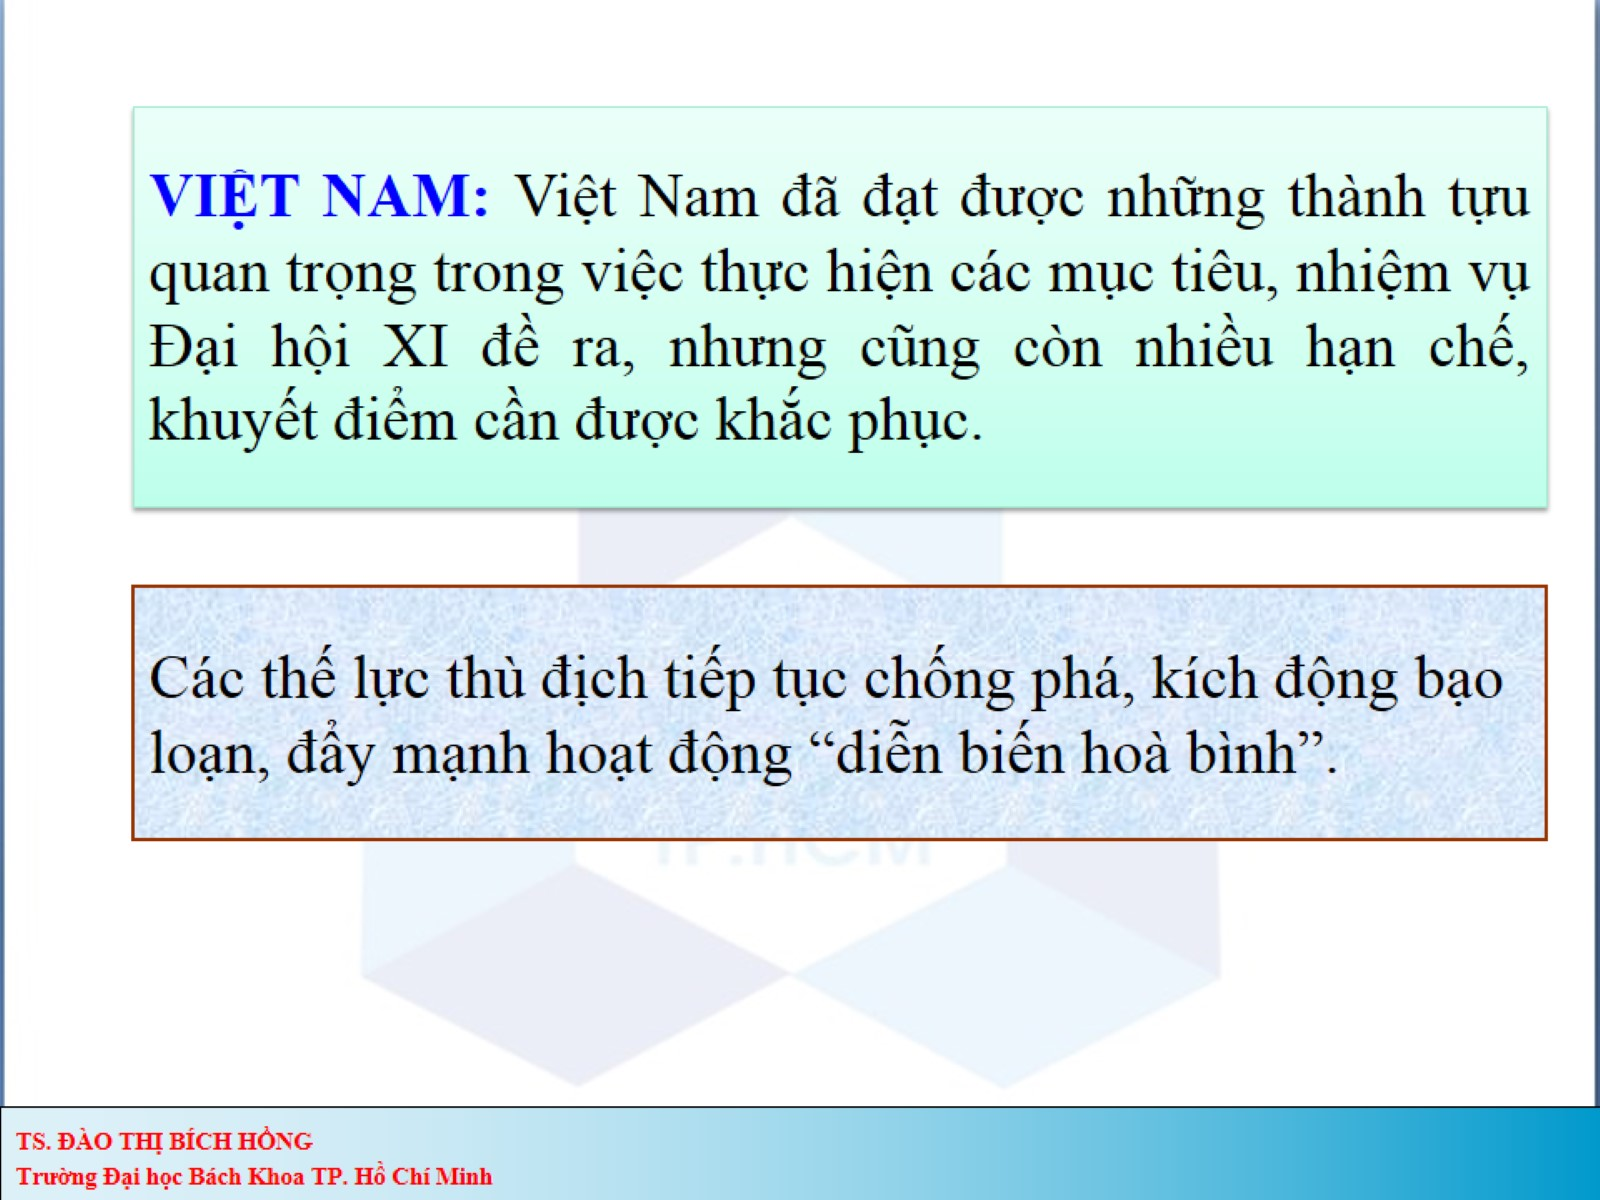 VIỆT NAM: Việt Nam đã đạt được những thành tựu
quan trọng trong việc thực hiện các mục tiêu, nhiệm vụ
Đại hội XI đề ra, nhưng cũng còn nhiều hạn chế,
khuyết điểm cần được khắc phục.
Các thế lực thù địch tiếp tục chống phá, kích động bạo
loạn, đẩy mạnh hoạt động “diễn biến hoà bình”.
TP.HCM
TS. ĐÀO THỊ BÍCH HỒNG
Trường Đại học Bách Khoa TP. Hồ Chí Minh